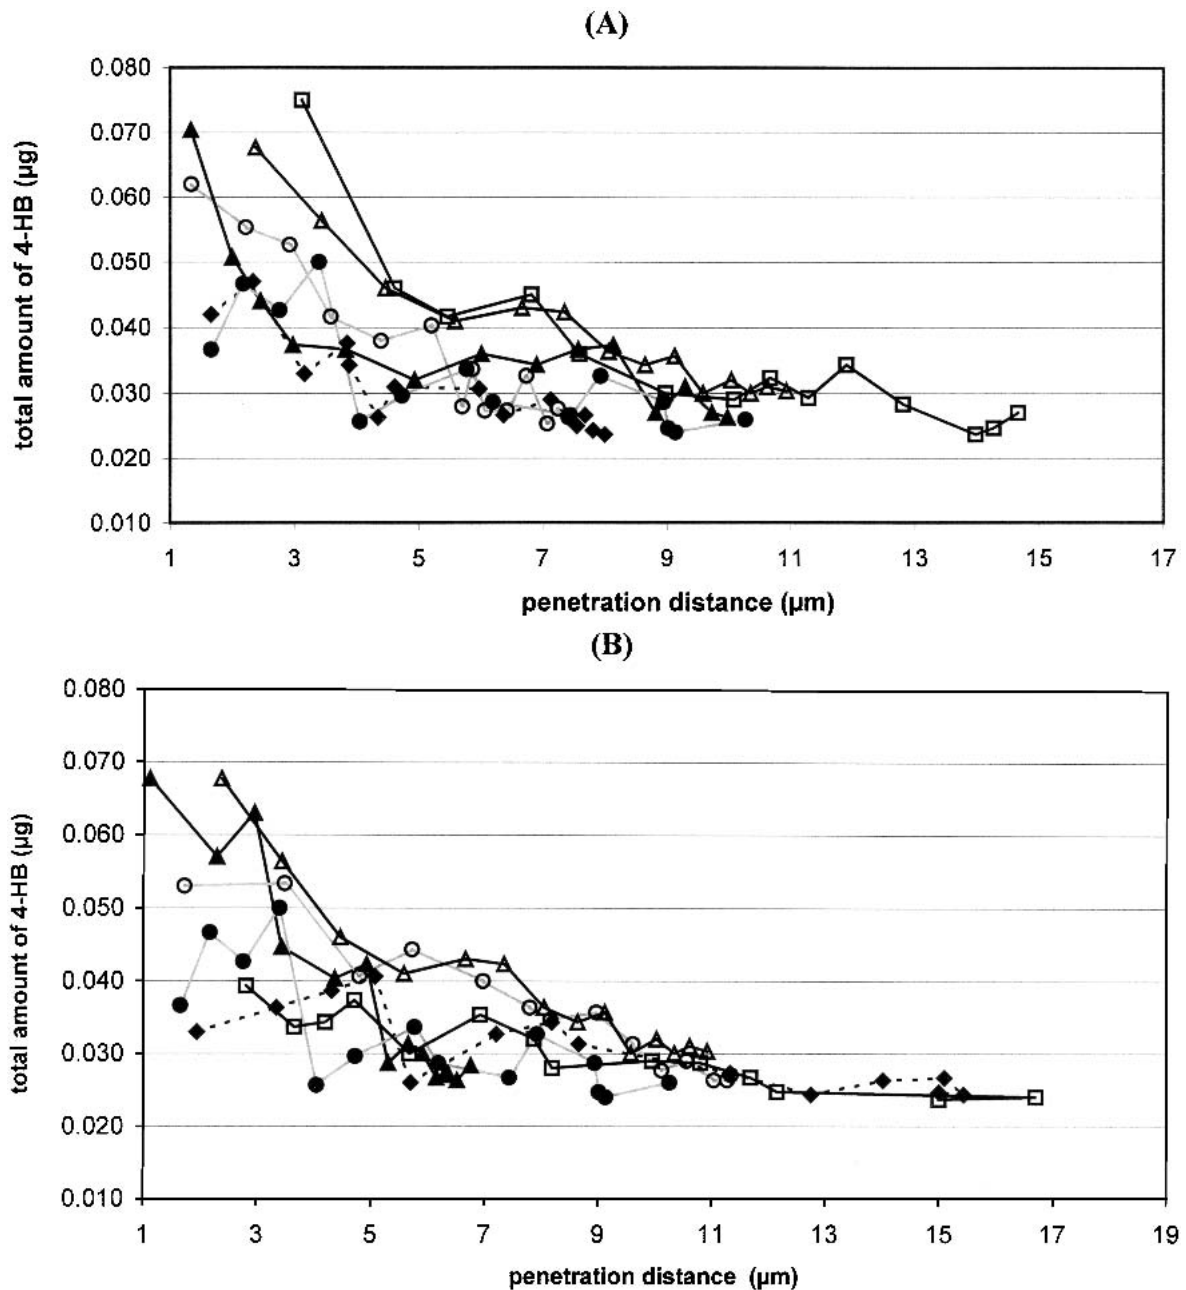 (A)
total amount of 4-HB (µg)
0.080
0.070
0.060
0.050
0.040
0.030
0.020
0.010
1 3 5 7 9 11 13 15 17
penetration distance (µm)
(B)
total amount of 4-HB (µg)
0.080
0.070
0.060
0.050
0.040
0.030
0.020
0.010
1 3 5 7 9 11 13 15 17 19
penetration distance (µm)